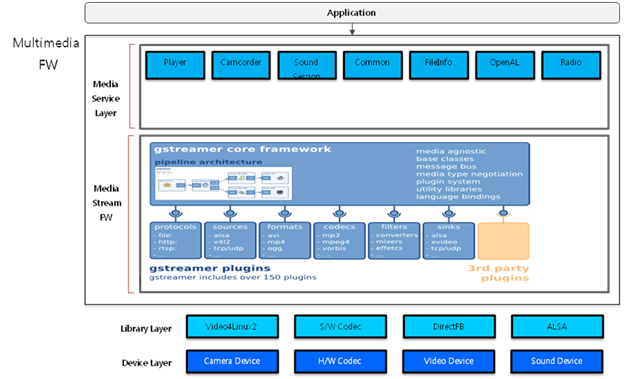 Application
Multimedia
FW
Media
Service
Layer
Player
Camcorder
Sound
Session
Common
FileInfo
OpenAL
Radio
Media
Stream
FW
gstreamer core framework
pipeline architecture
media agnostic
base classes
message bus
media type negotiation
plugin system
utility libraries
language bindings
protocols
- file:
- http:
- rtsp:
- ...
sources
- alsa
- v4l2
- tcp/udp
- ...
formats
- avi
- mp4
- ogg
- ...
codecs
- mp3
- mpeg4
- vorbis
- ...
filters
- converters
- mixers
- effetcs
- ...
sinks
- alsa
- xvideo
- tcp/udp
- ...
gstreamer plugins
gstreamer includes over 150 plugins
3rd party
plugins
Library Layer
Video4Linux2
S/W Codec
DirectFB
ALSA
Device Layer
Camera Device
H/W Codec
Video Device
Sound Device